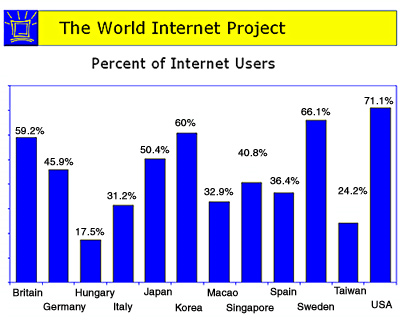 The World Internet Project
Percent of Internet Users
59.2%
45.9%
17.5%
31.2%
50.4%
60%
32.9%
40.8%
36.4%
66.1%
24.2%
71.1%
Britain
Germany
Hungary
Italy
Japan
Korea
Macao
Singapore
Spain
Sweden
Taiwan
USA